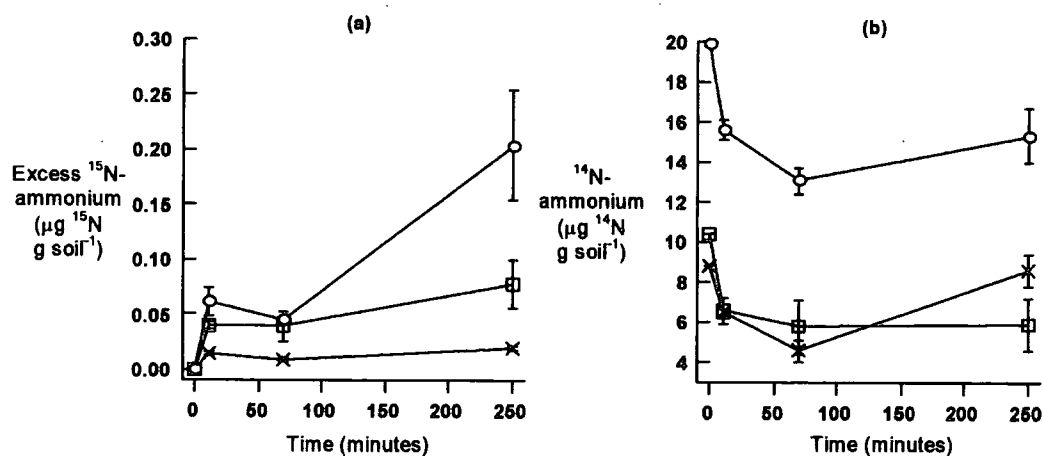 (a)
0.30
0.25
0.20
0.15
0.10
0.05
0.00
Excess ¹⁵N-
ammonium
(μg ¹⁵N
g soil⁻¹)
0 50 100 150 200 250
Time (minutes)
(b)
20
18
16
14
12
10
8
6
4
¹⁴N-
ammonium
(μg ¹⁴N
g soil⁻¹)
0 50 100 150 200 250
Time (minutes)